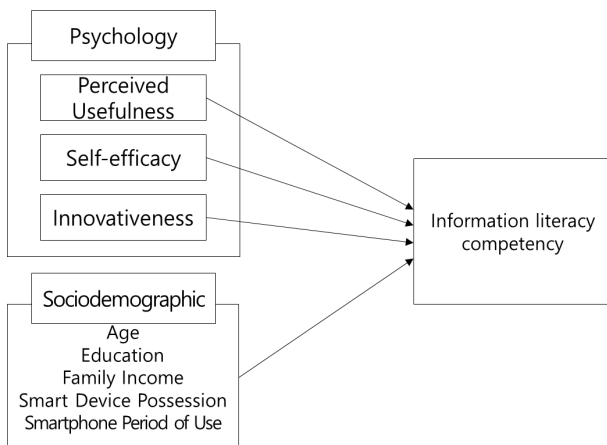 Psychology
Perceived
Usefulness
Self-efficacy
Innovativeness
Information literacy
competency
Sociodemographic
Age
Education
Family Income
Smart Device Possession
Smartphone Period of Use